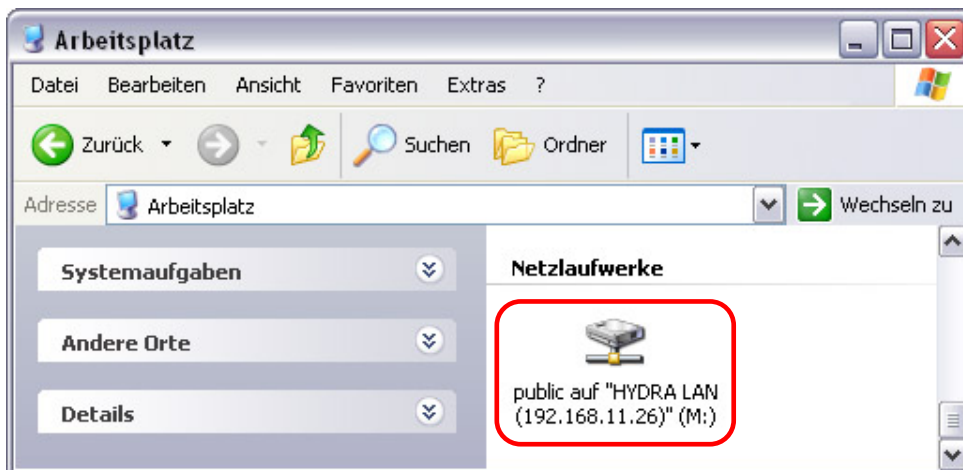 Arbeitsplatz
Datei Bearbeiten Ansicht Favoriten Extras ?
Zurück Suchen Ordner
Adresse Arbeitsplatz Wechseln zu
Systemaufgaben
Andere Orte
Details
Netzlaufwerke
public auf "HYDRA LAN
(192.168.11.26)" (M:)